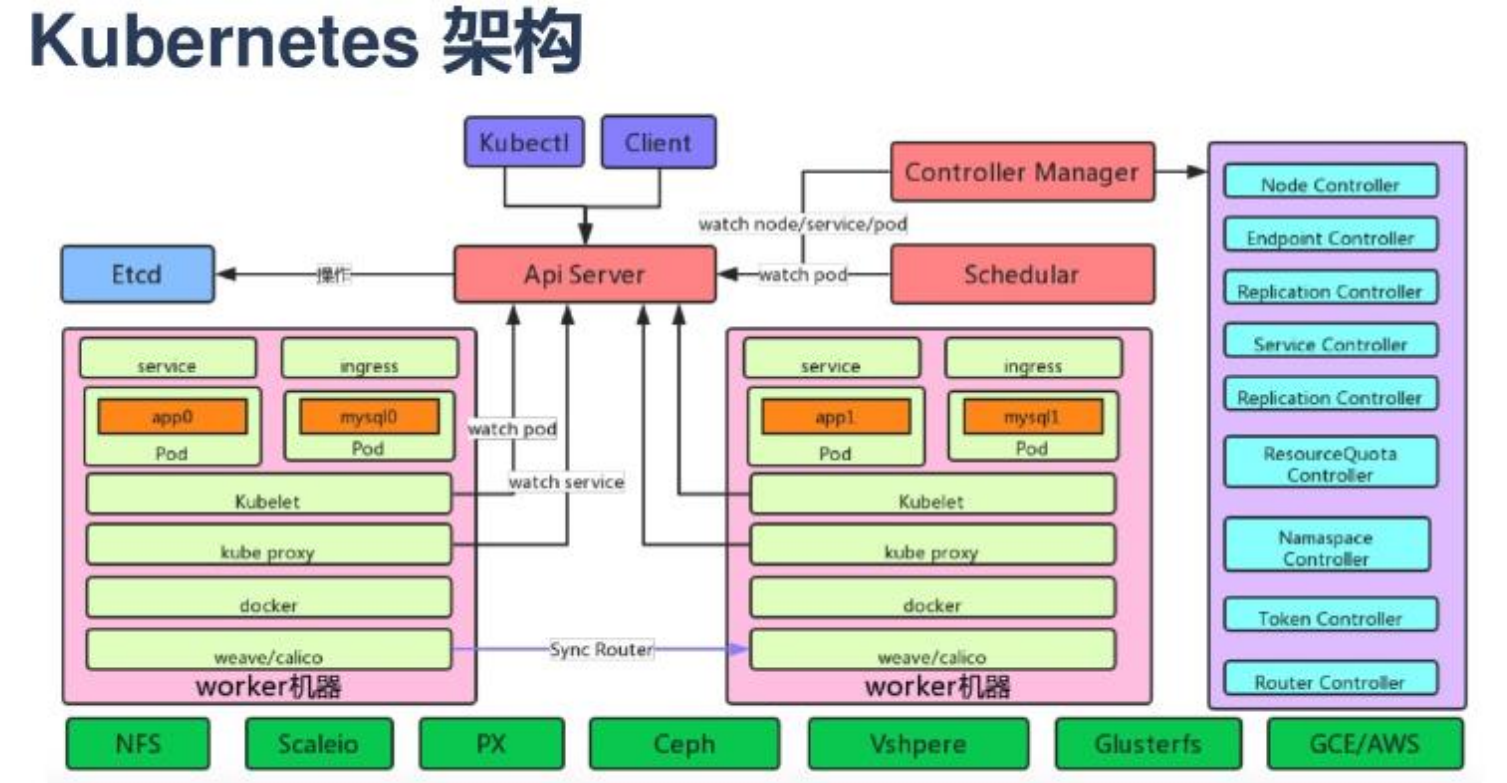 Kubernetes 架构
Kubectl
Client
Controller Manager
watch node/service/pod
Etcd
操作
Api Server
watch pod
Schedular
Node Controller
Endpoint Controller
Replication Controller
Service Controller
Replication Controller
ResourceQuota
Controller
Namaspace
Controller
Token Controller
Router Controller
service
ingress
app0
Pod
mysql0
Pod
Kubelet
kube proxy
docker
weave/calico
worker机器
watch pod
watch service
Sync Router
service
ingress
app1
Pod
mysql1
Pod
Kubelet
kube proxy
docker
weave/calico
worker机器
NFS
Scaleio
PX
Ceph
Vshpere
Glusterfs
GCE/AWS